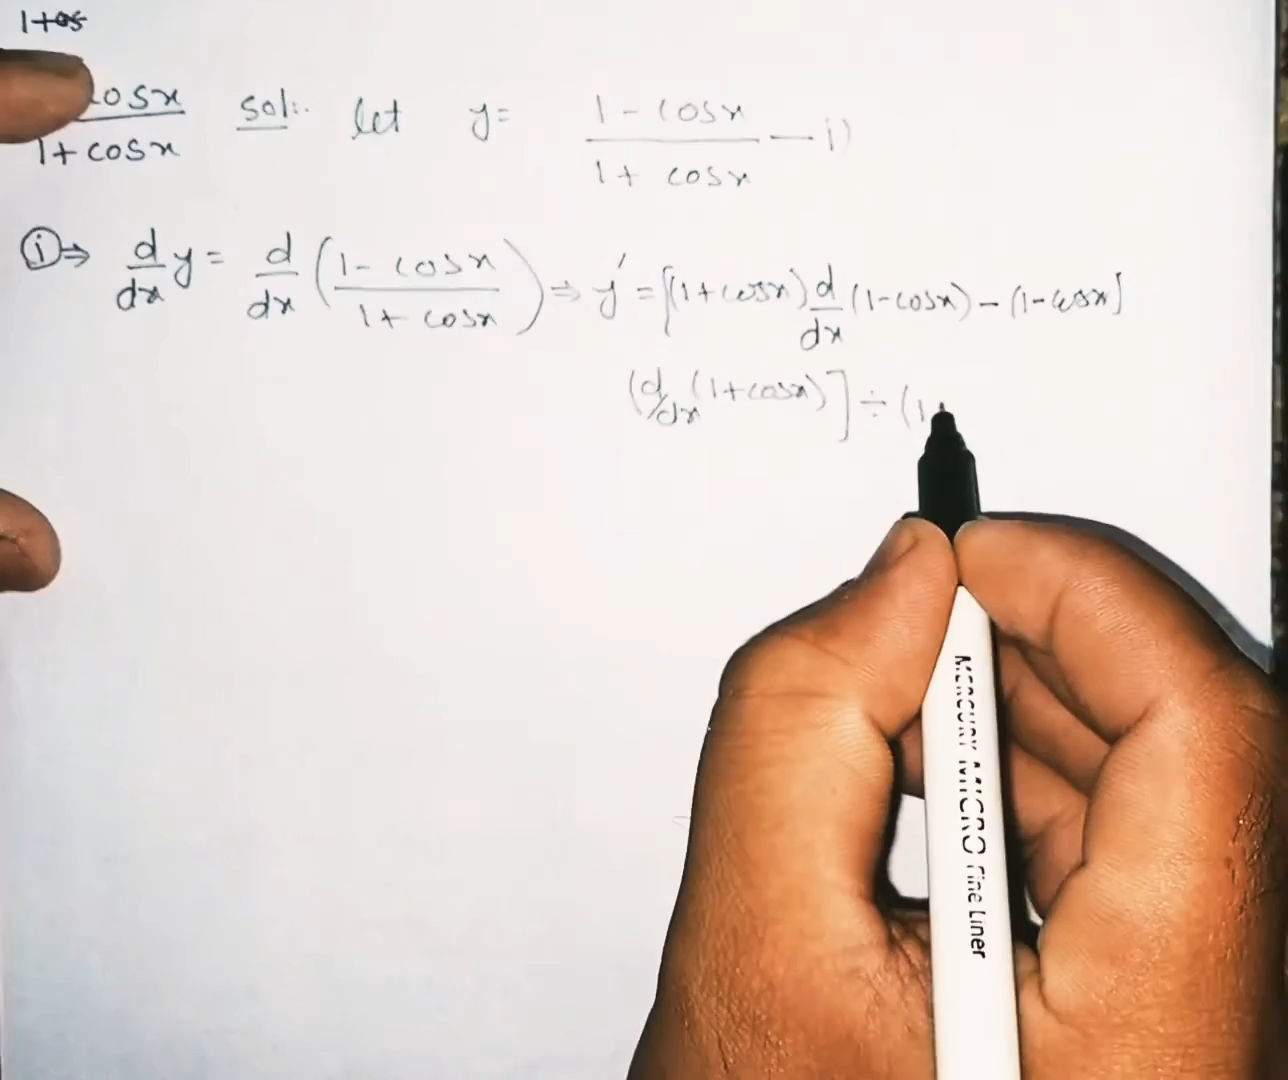 1+cos
cosx / 1+cosx sol:. let y= 1-cosx / 1+ cosx — i)
i ⇒ d/dx y= d/dx (1- cosx / 1+ cosx) ⇒ y' = [(1+cosx) d/dx (1-cosx) - (1-cosx)
(d/dx (1+cosx)] ÷ (1
MERCURY MICRO Fine Liner